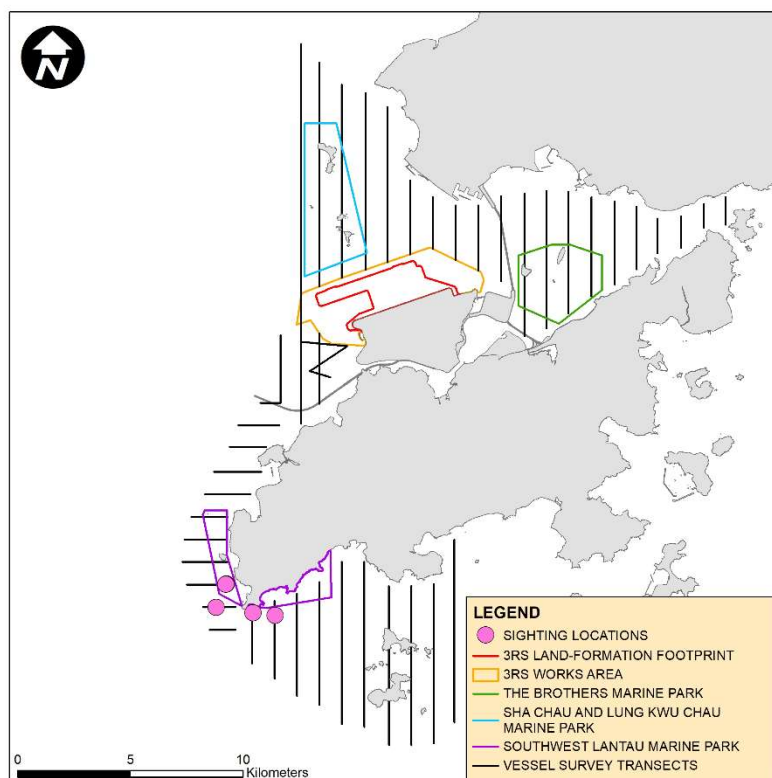 N
LEGEND
SIGHTING LOCATIONS
3RS LAND-FORMATION FOOTPRINT
3RS WORKS AREA
THE BROTHERS MARINE PARK
SHA CHAU AND LUNG KWU CHAU
MARINE PARK
SOUTHWEST LANTAU MARINE PARK
VESSEL SURVEY TRANSECTS
0 5 10
Kilometers